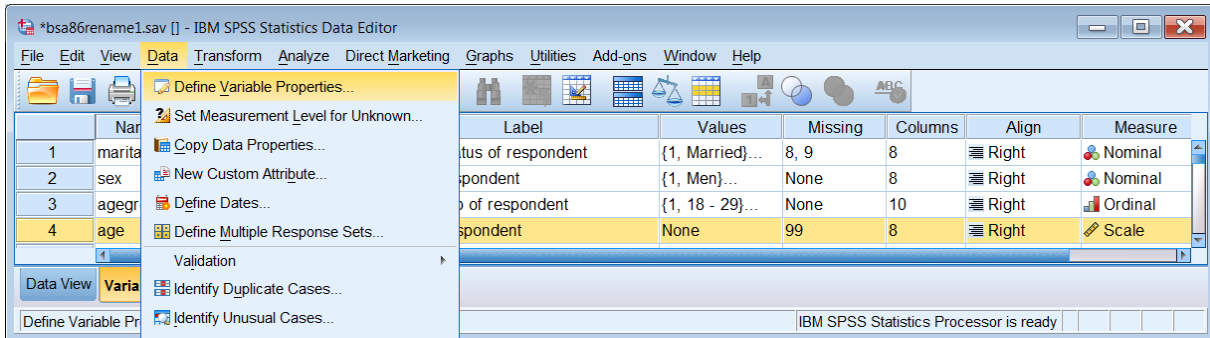 *bsa86rename1.sav [] - IBM SPSS Statistics Data Editor
File Edit View Data Transform Analyze Direct Marketing Graphs Utilities Add-ons Window Help
Define Variable Properties...
Set Measurement Level for Unknown...
Copy Data Properties...
New Custom Attribute...
Define Dates...
Define Multiple Response Sets...
Validation
Identify Duplicate Cases...
Identify Unusual Cases...
Nar Label Values Missing Columns Align Measure
1 marita tus of respondent {1, Married}... 8, 9 8 Right Nominal
2 sex spondent {1, Men}... None 8 Right Nominal
3 agegr o of respondent {1, 18 - 29}... None 10 Right Ordinal
4 age spondent None 99 8 Right Scale
Data View Varia
Define Variable Pr IBM SPSS Statistics Processor is ready